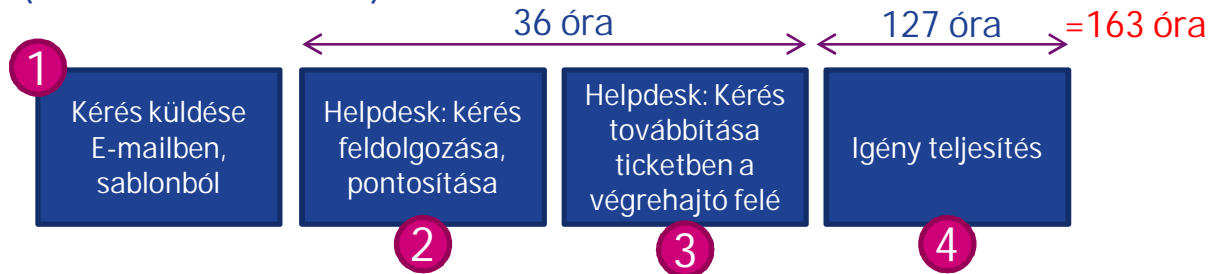 36 óra
127 óra
=163 óra
1
Kérés küldése
E-mailben,
sablonból
Helpdesk: kérés
feldolgozása,
pontosítása
2
Helpdesk: Kérés
továbbítása
ticketben a
végrehajtó felé
3
Igény teljesítés
4